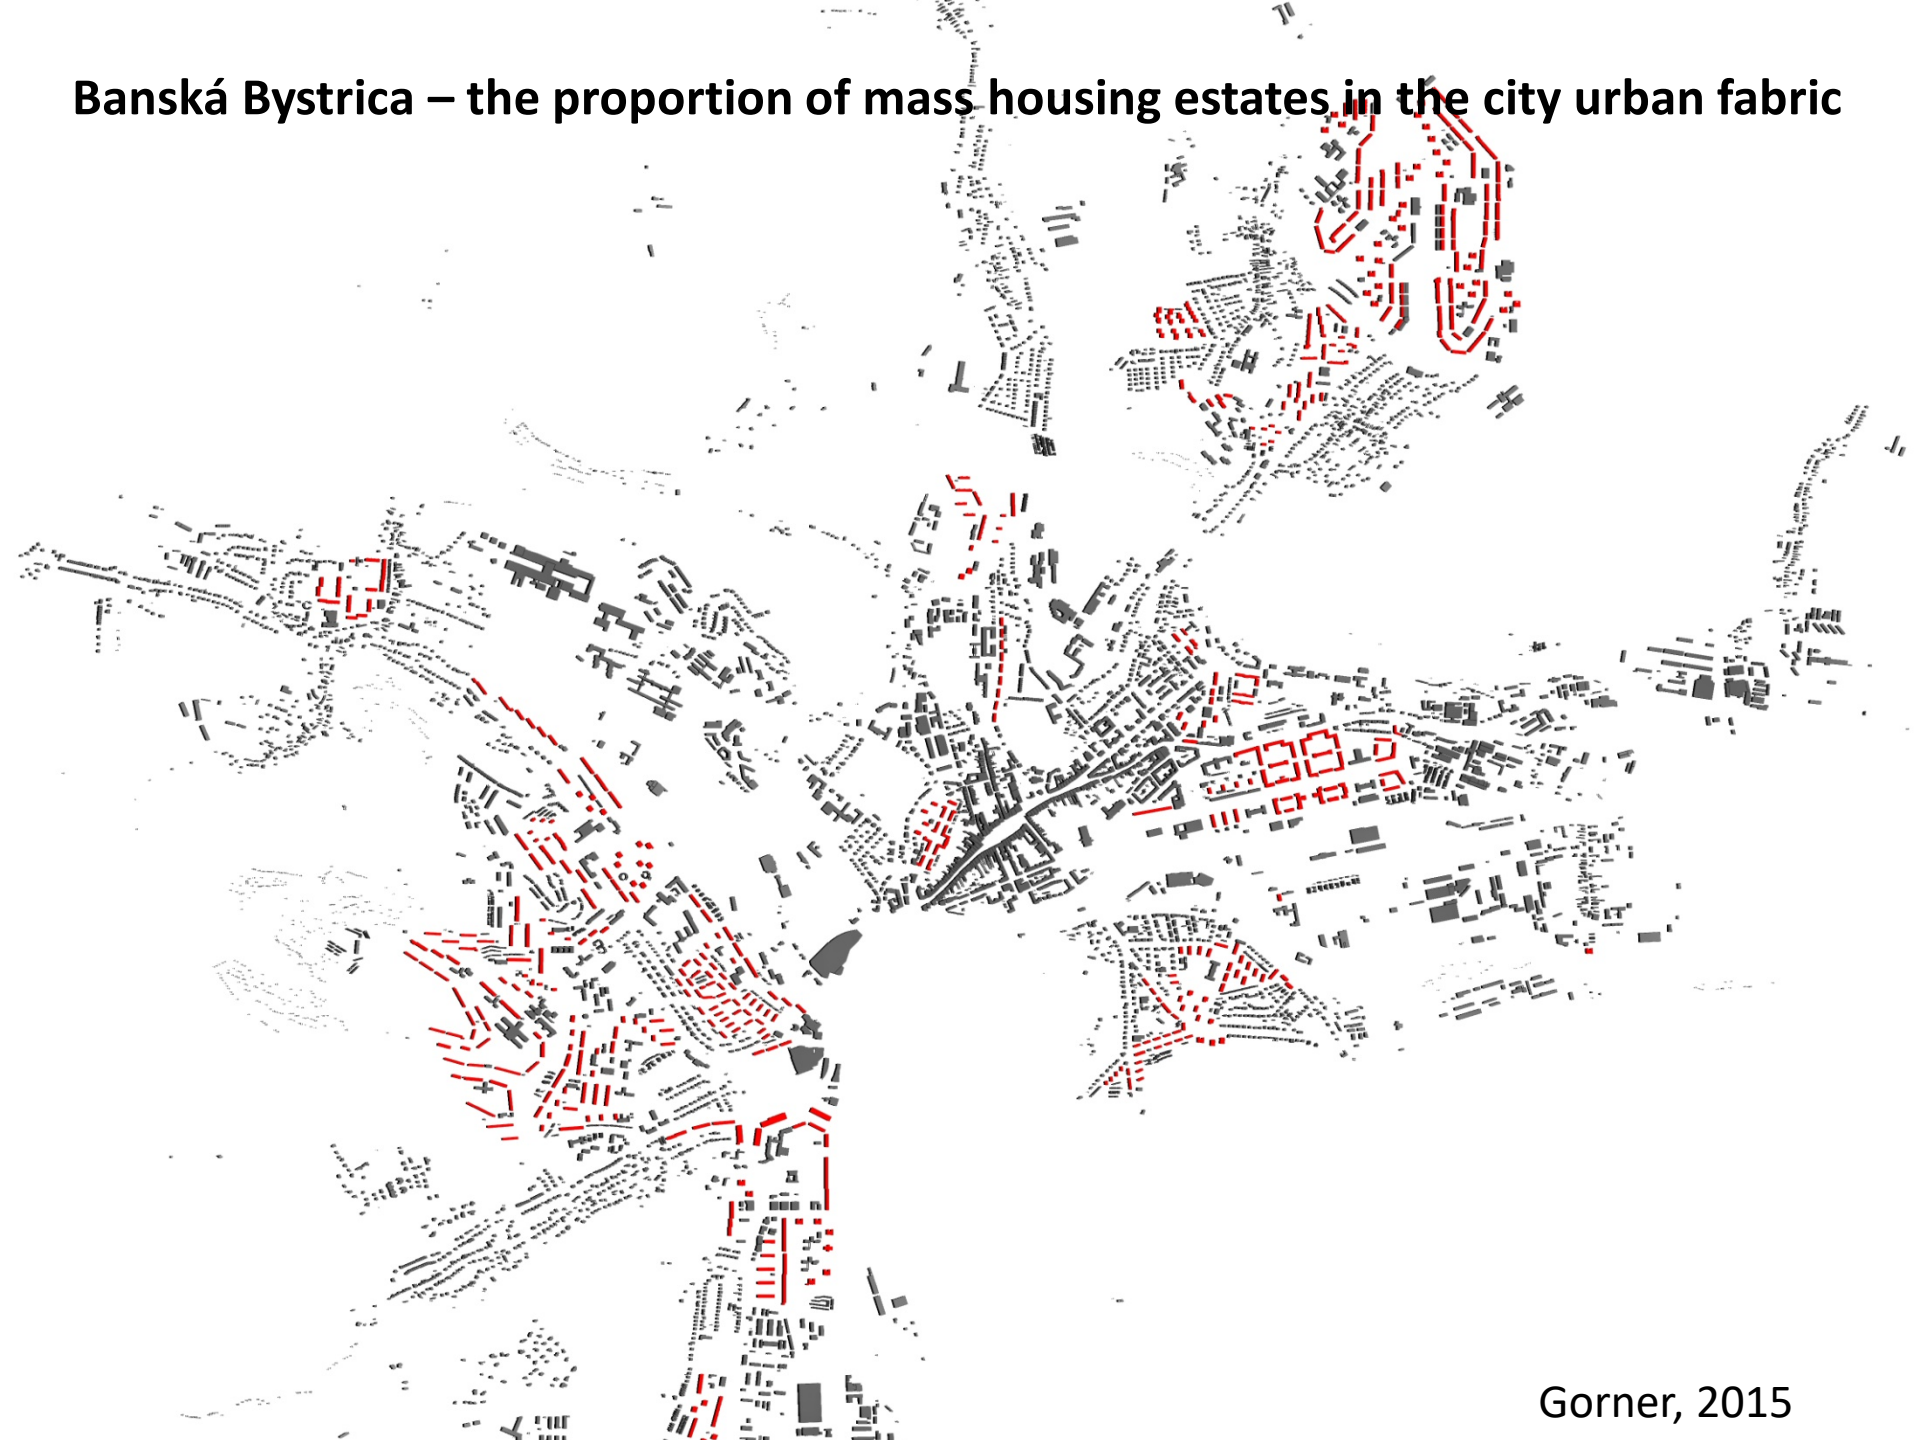 Banská Bystrica – the proportion of mass housing estates in the city urban fabric
Gorner, 2015